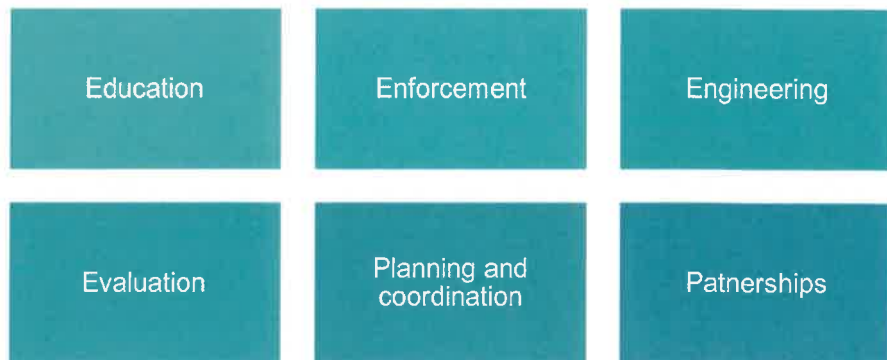 Education
Enforcement
Engineering
Evaluation
Planning and
coordination
Patnerships